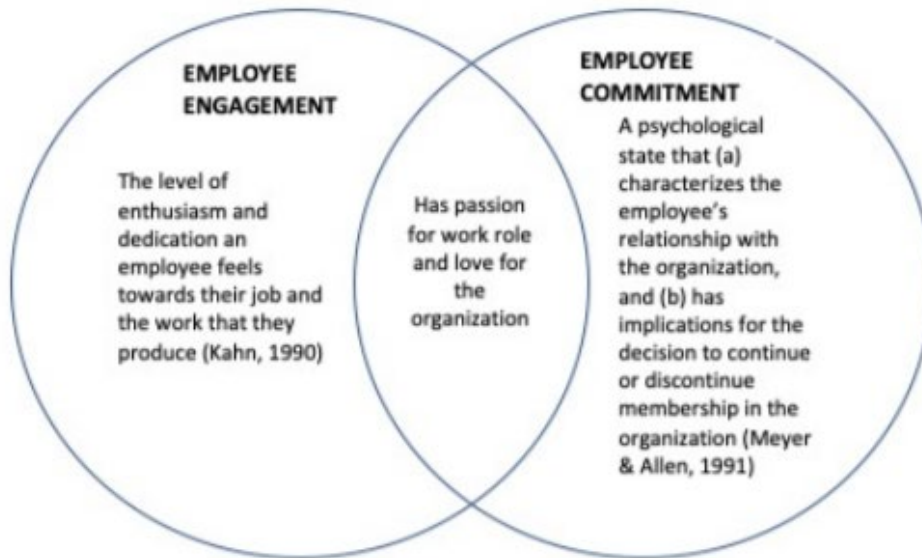 EMPLOYEE
ENGAGEMENT
The level of
enthusiasm and
dedication an
employee feels
towards their job and
the work that they
produce (Kahn, 1990)
Has passion
for work role
and love for
the
organization
EMPLOYEE
COMMITMENT
A psychological
state that (a)
characterizes the
employee's
relationship with
the organization,
and (b) has
implications for the
decision to continue
or discontinue
membership in the
organization (Meyer
& Allen, 1991)